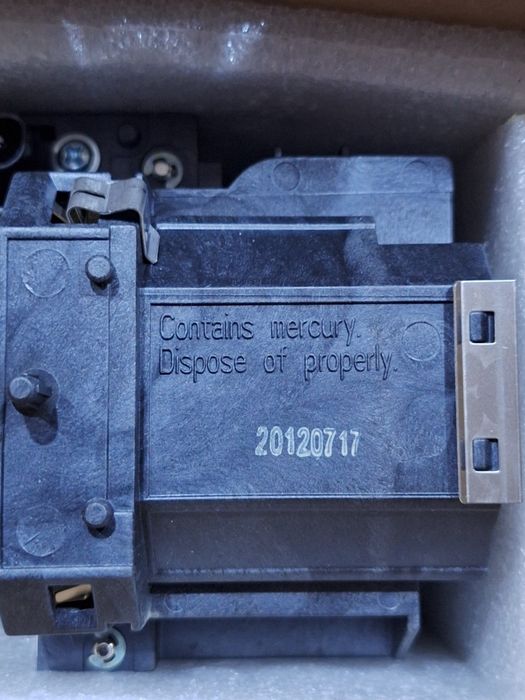 Contains mercury.
Dispose of properly.
20120717